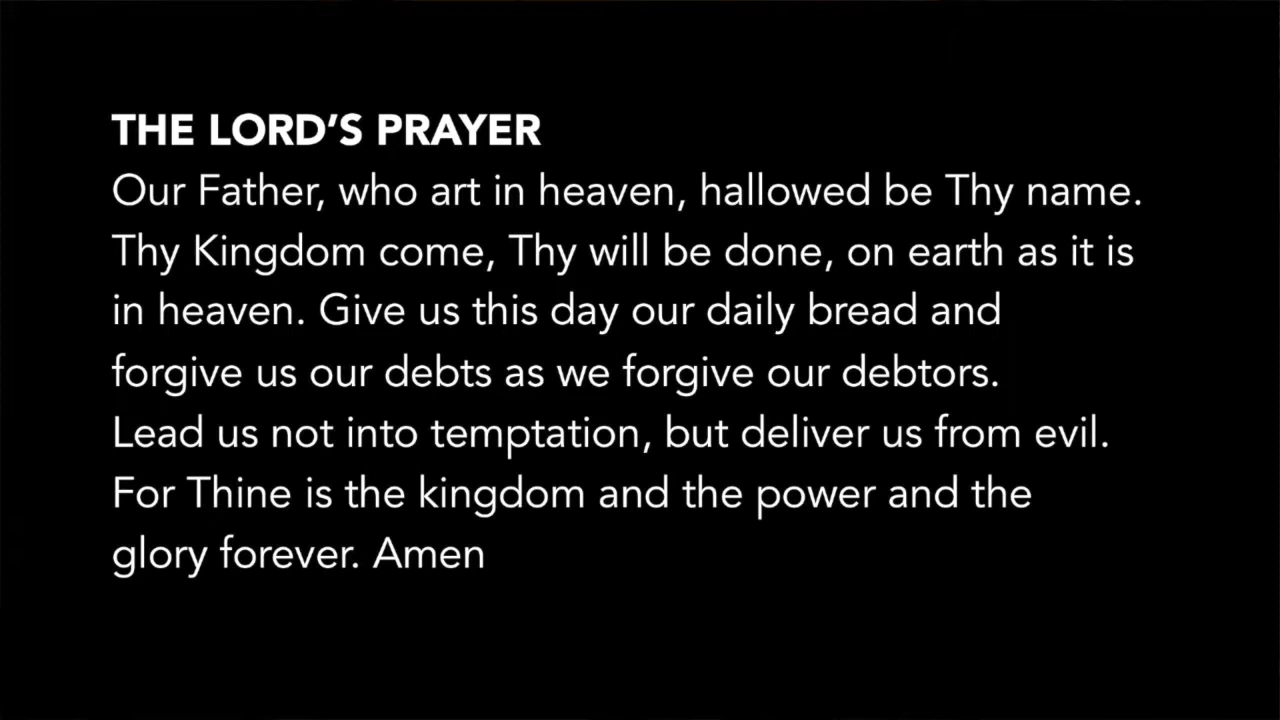 THE LORD’S PRAYER
Our Father, who art in heaven, hallowed be Thy name.
Thy Kingdom come, Thy will be done, on earth as it is
in heaven. Give us this day our daily bread and
forgive us our debts as we forgive our debtors.
Lead us not into temptation, but deliver us from evil.
For Thine is the kingdom and the power and the
glory forever. Amen